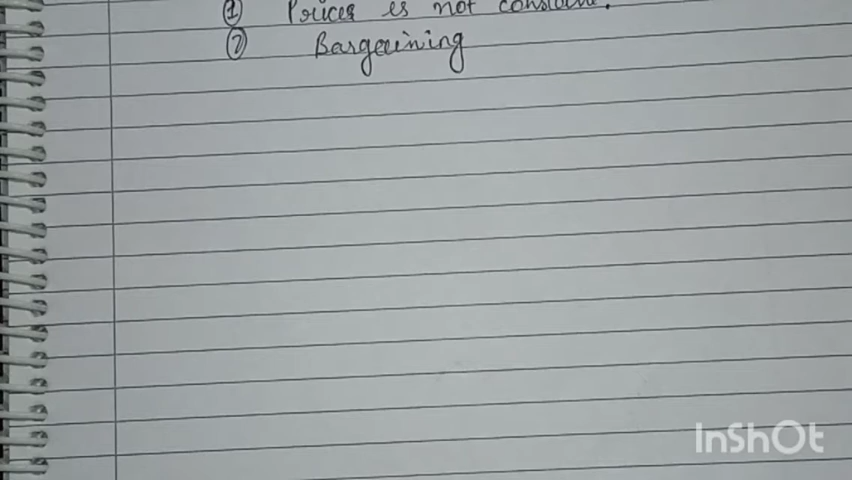 ① Prices is not constant.
② Bargaining
InShOt